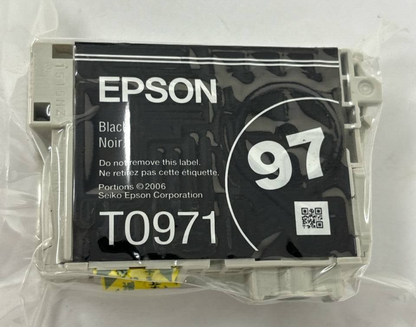 EPSON
Black
Noir
Do not remove this label.
Ne retirez pas cette etiquette.
Portions ©2006
Seiko Epson Corporation
T0971
97